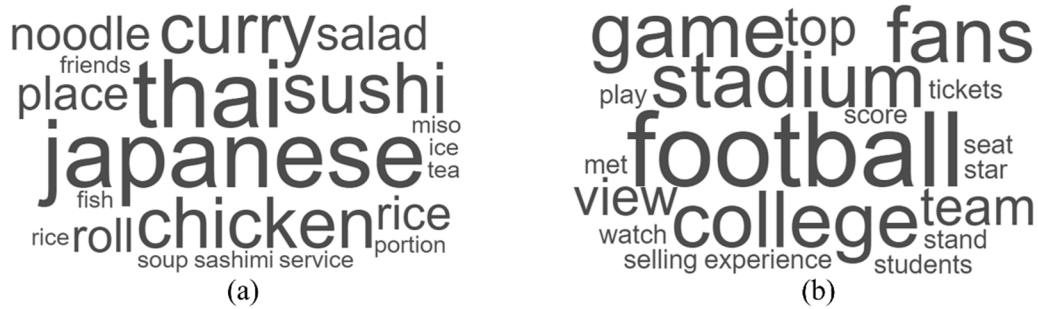 noodle curry salad
friends
place thai sushi
miso
japanese ice
tea
fish
rice roll chicken rice
portion
soup sashimi service
(a)
game top fans
play stadium tickets
score
football seat
met star
view college team
watch stand
selling experience students
(b)